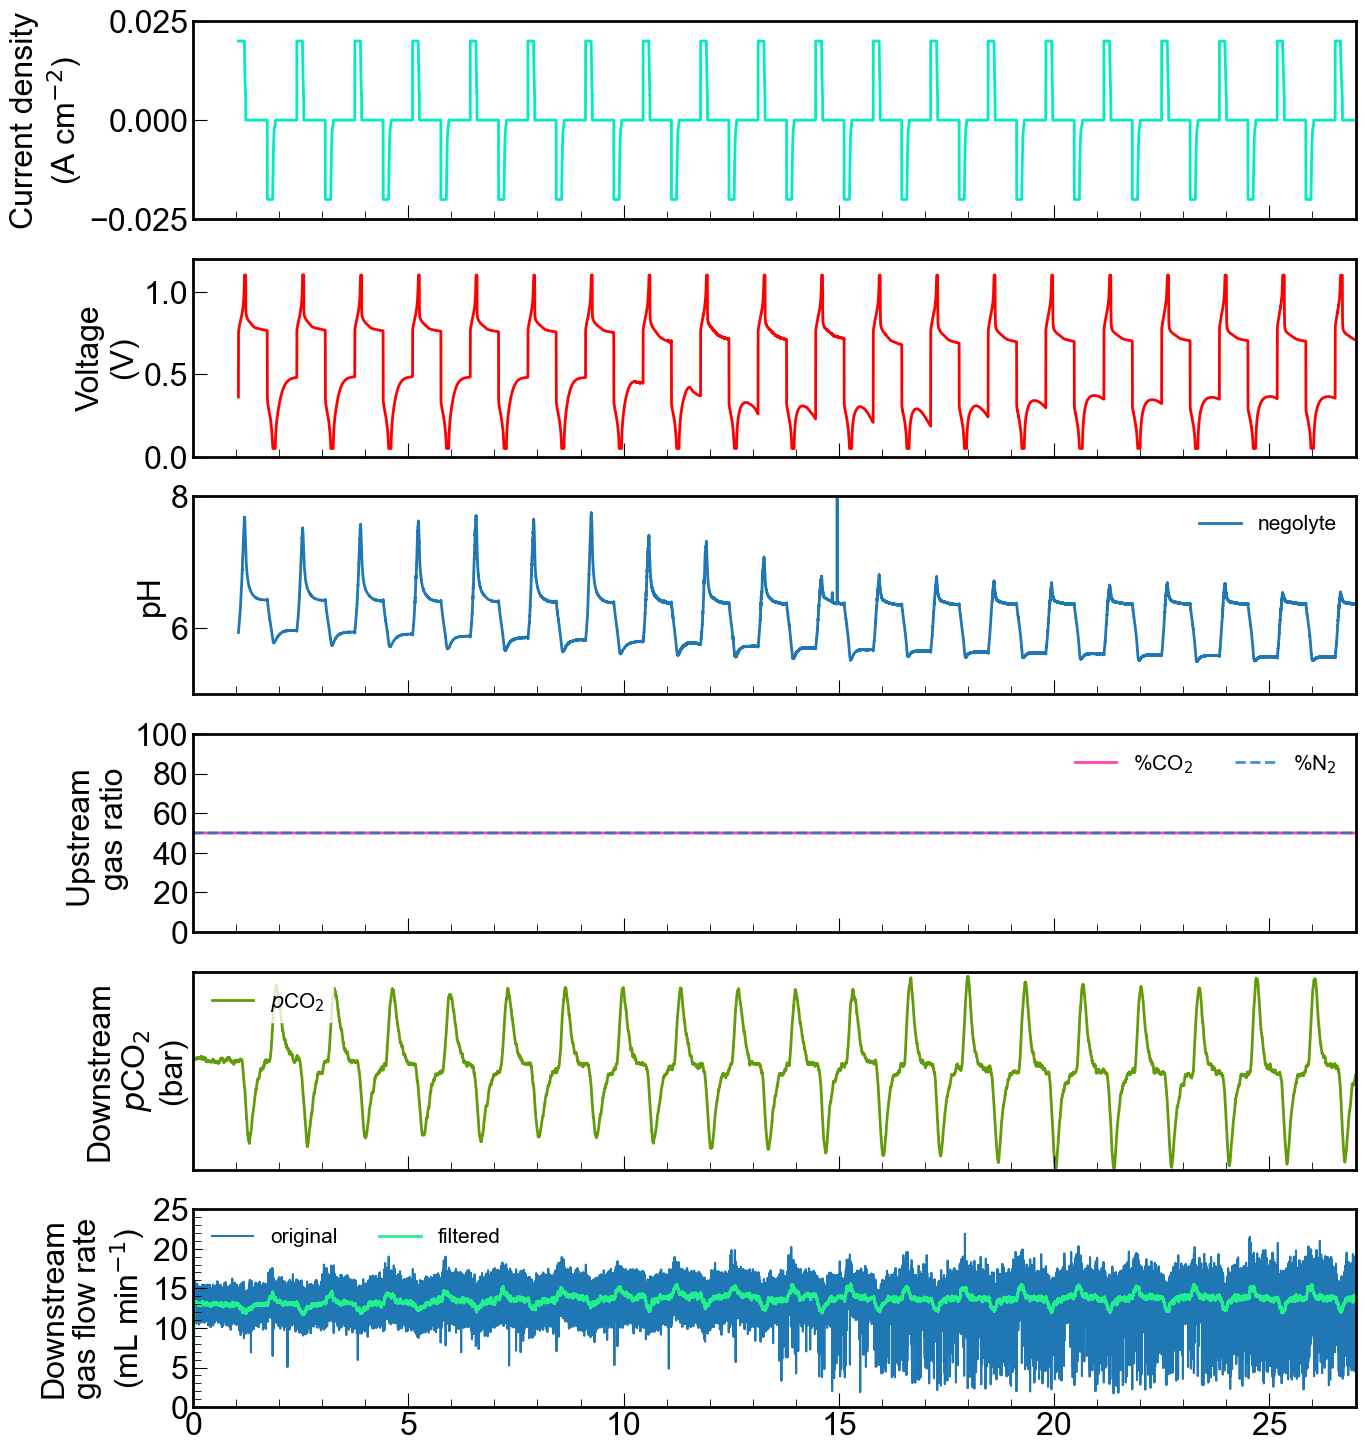 Current density
(A cm⁻²)
0.025
0.000
−0.025
Voltage
(V)
1.0
0.5
0.0
pH
8
6
negolyte
Upstream
gas ratio
100
80
60
40
20
0
%CO₂ %N₂
Downstream
pCO₂
(bar)
pCO₂
Downstream
gas flow rate
(mL min⁻¹)
25
20
15
10
5
0
original filtered
0 5 10 15 20 25